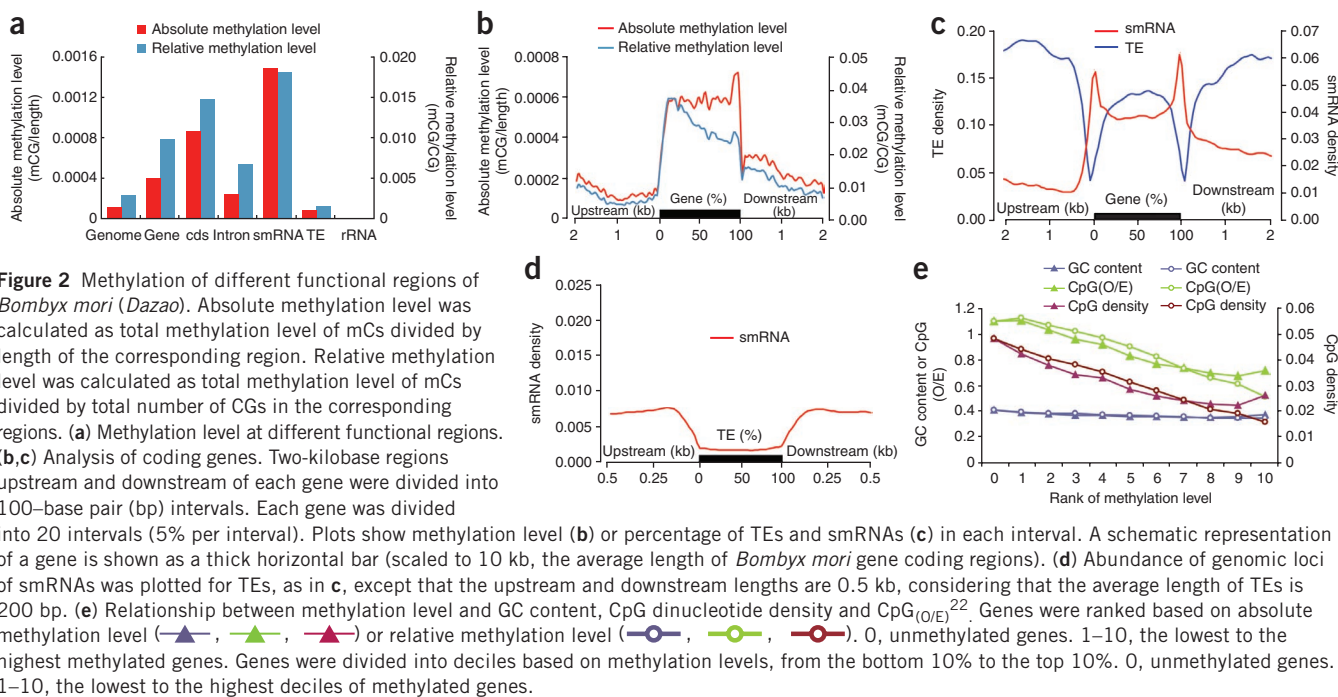 a
Absolute methylation level
Relative methylation level
0.0016
0.0012
0.0008
0.0004
0
Absolute methylation level
(mCG/length)
0.020
0.015
0.010
0.005
0
Relative methylation level
(mCG/CG)
Genome Gene cds Intron smRNA TE rRNA
b
Absolute methylation level
Relative methylation level
0.0008
0.0006
0.0004
0.0002
0
Absolute methylation level
(mCG/length)
0.05
0.04
0.03
0.02
0.01
0.00
Relative methylation level
(mCG/CG)
Upstream (kb) Gene (%) Downstream (kb)
2 1 0 50 100 1 2
c
smRNA
TE
0.20
0.15
0.10
0.05
0.00
TE density
0.07
0.06
0.05
0.04
0.03
0.02
0.01
0.00
smRNA density
Upstream (kb) Gene (%) Downstream (kb)
2 1 0 50 100 1 2
Figure 2 Methylation of different functional regions of
Bombyx mori (Dazao). Absolute methylation level was
calculated as total methylation level of mCs divided by
length of the corresponding region. Relative methylation
level was calculated as total methylation level of mCs
divided by total number of CGs in the corresponding
regions. (a) Methylation level at different functional regions.
(b,c) Analysis of coding genes. Two-kilobase regions
upstream and downstream of each gene were divided into
100–base pair (bp) intervals. Each gene was divided
d
smRNA
0.025
0.020
0.015
0.010
0.005
0.000
smRNA density
Upstream (kb) TE (%) Downstream (kb)
0.5 0.25 0 100 0.25 0.5
e
GC content GC content
CpG(O/E) CpG(O/E)
CpG density CpG density
1.2
1
0.8
0.6
0.4
0.2
0
GC content or CpG
(O/E)
0.06
0.05
0.04
0.03
0.02
0.01
0
CpG density
0 1 2 3 4 5 6 7 8 9 10
Rank of methylation level
into 20 intervals (5% per interval). Plots show methylation level (b) or percentage of TEs and smRNAs (c) in each interval. A schematic representation
of a gene is shown as a thick horizontal bar (scaled to 10 kb, the average length of Bombyx mori gene coding regions). (d) Abundance of genomic loci
of smRNAs was plotted for TEs, as in c, except that the upstream and downstream lengths are 0.5 kb, considering that the average length of TEs is
200 bp. (e) Relationship between methylation level and GC content, CpG dinucleotide density and CpG(O/E)22. Genes were ranked based on absolute
methylation level ( , , ) or relative methylation level ( , , ). 0, unmethylated genes. 1–10, the lowest to the
highest methylated genes. Genes were divided into deciles based on methylation levels, from the bottom 10% to the top 10%. 0, unmethylated genes.
1–10, the lowest to the highest deciles of methylated genes.